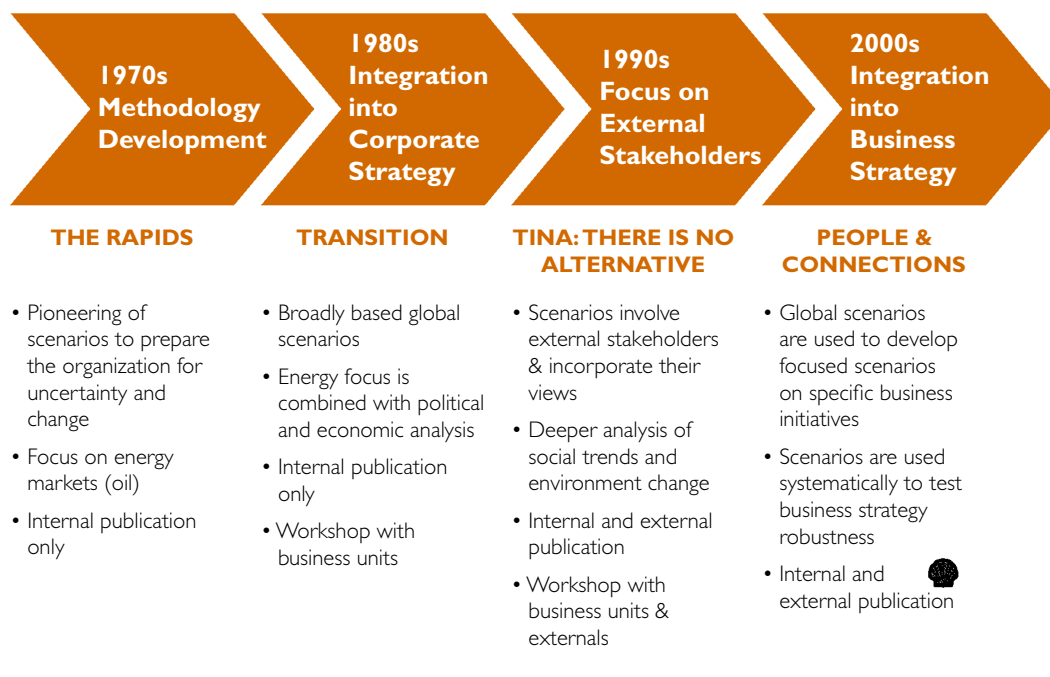 1970s
Methodology
Development
1980s
Integration
into
Corporate
Strategy
1990s
Focus on
External
Stakeholders
2000s
Integration
into
Business
Strategy
THE RAPIDS
• Pioneering of
scenarios to prepare
the organization for
uncertainty and
change
• Focus on energy
markets (oil)
• Internal publication
only
TRANSITION
• Broadly based global
scenarios
• Energy focus is
combined with political
and economic analysis
• Internal publication
only
• Workshop with
business units
TINA: THERE IS NO
ALTERNATIVE
• Scenarios involve
external stakeholders
& incorporate their
views
• Deeper analysis of
social trends and
environment change
• Internal and external
publication
• Workshop with
business units &
externals
PEOPLE &
CONNECTIONS
• Global scenarios
are used to develop
focused scenarios
on specific business
initiatives
• Scenarios are used
systematically to test
business strategy
robustness
• Internal and
external publication